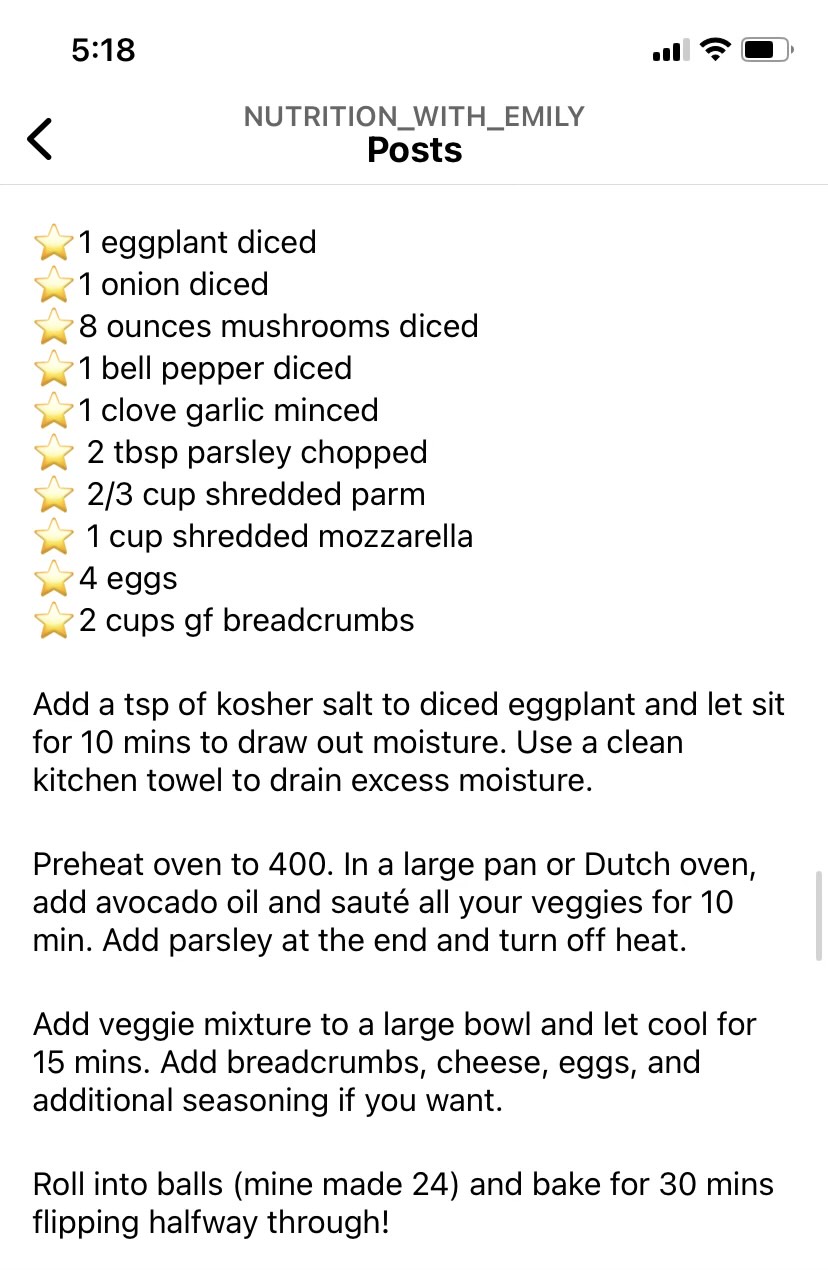 5:18
NUTRITION_WITH_EMILY
Posts
⭐1 eggplant diced
⭐1 onion diced
⭐8 ounces mushrooms diced
⭐1 bell pepper diced
⭐1 clove garlic minced
⭐ 2 tbsp parsley chopped
⭐ 2/3 cup shredded parm
⭐ 1 cup shredded mozzarella
⭐4 eggs
⭐2 cups gf breadcrumbs
Add a tsp of kosher salt to diced eggplant and let sit
for 10 mins to draw out moisture. Use a clean
kitchen towel to drain excess moisture.
Preheat oven to 400. In a large pan or Dutch oven,
add avocado oil and sauté all your veggies for 10
min. Add parsley at the end and turn off heat.
Add veggie mixture to a large bowl and let cool for
15 mins. Add breadcrumbs, cheese, eggs, and
additional seasoning if you want.
Roll into balls (mine made 24) and bake for 30 mins
flipping halfway through!